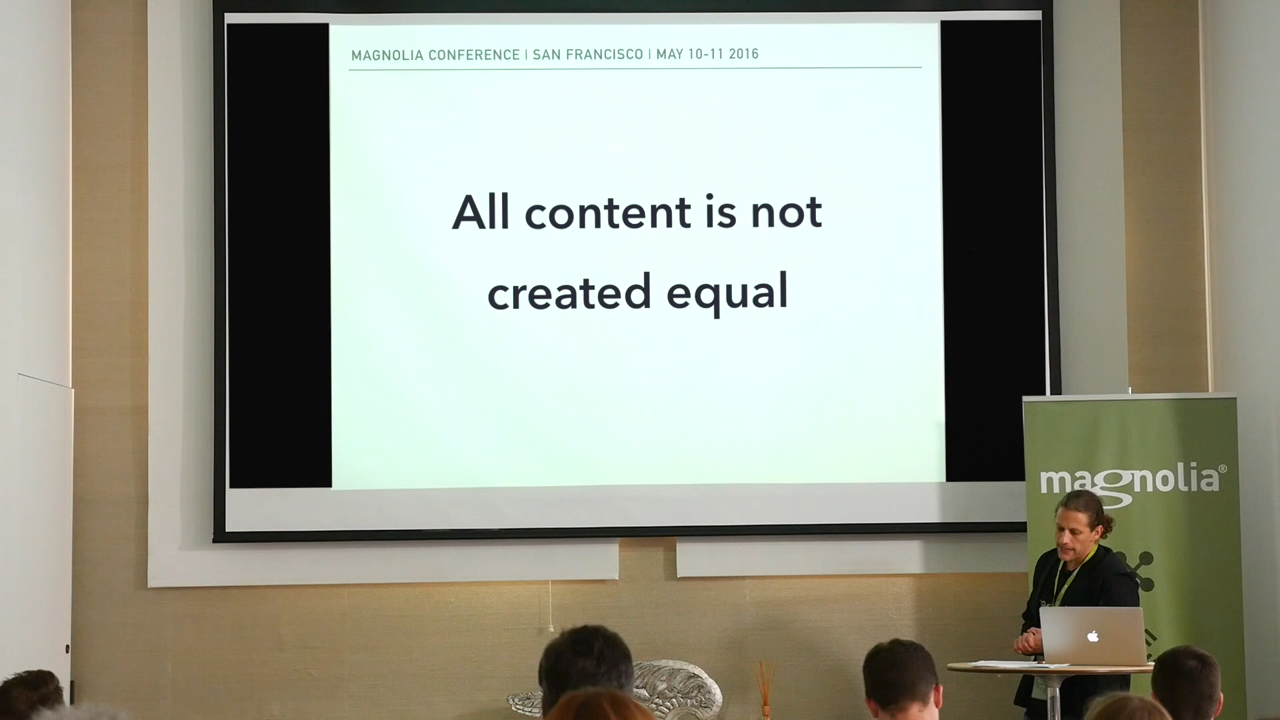 MAGNOLIA CONFERENCE | SAN FRANCISCO | MAY 10-11 2016
All content is not
created equal
magnolia®